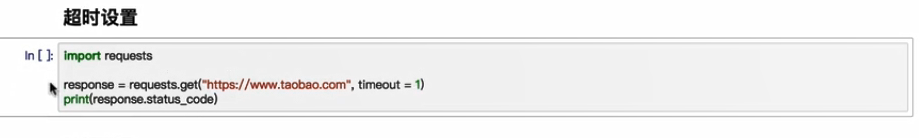 超时设置
In [ ]:
import requests
response = requests.get("https://www.taobao.com", timeout = 1)
print(response.status_code)